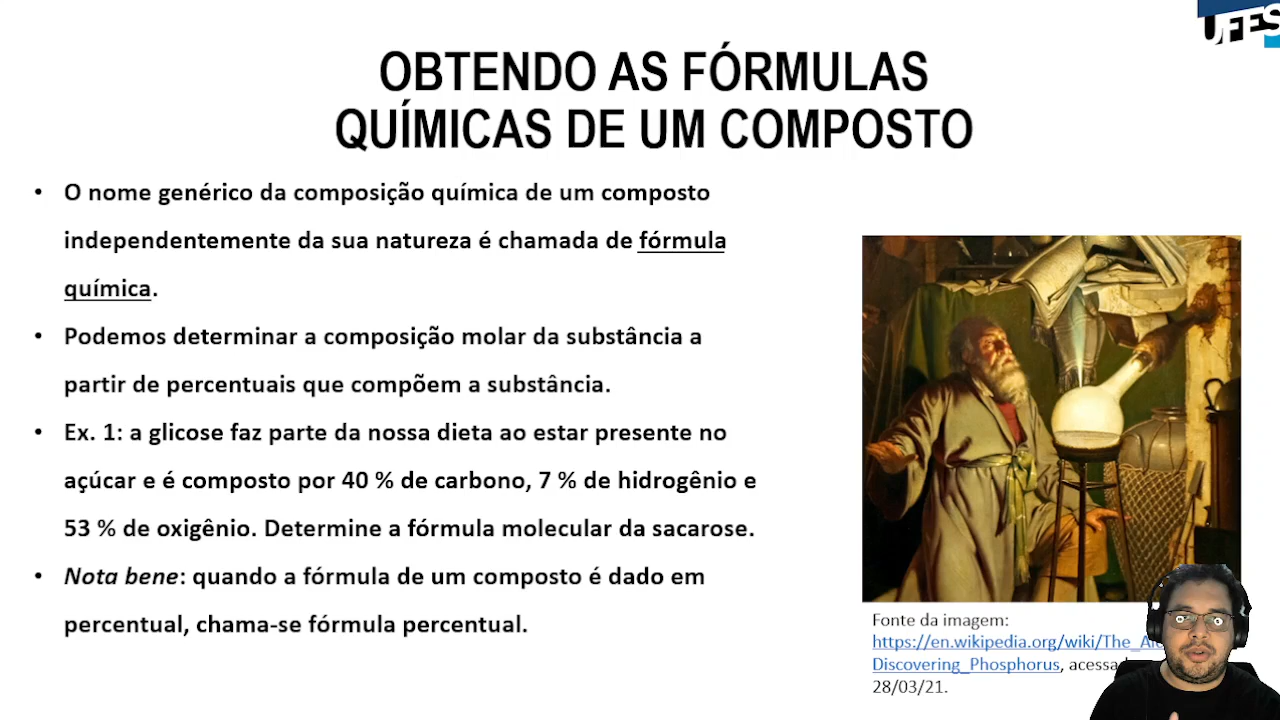 UFES
OBTENDO AS FÓRMULAS
QUÍMICAS DE UM COMPOSTO
• O nome genérico da composição química de um composto
independentemente da sua natureza é chamada de fórmula
química.
• Podemos determinar a composição molar da substância a
partir de percentuais que compõem a substância.
• Ex. 1: a glicose faz parte da nossa dieta ao estar presente no
açúcar e é composto por 40 % de carbono, 7 % de hidrogênio e
53 % de oxigênio. Determine a fórmula molecular da sacarose.
• Nota bene: quando a fórmula de um composto é dado em
percentual, chama-se fórmula percentual.
Fonte da imagem:
https://en.wikipedia.org/wiki/The_
Discovering_Phosphorus,
28/03/21.